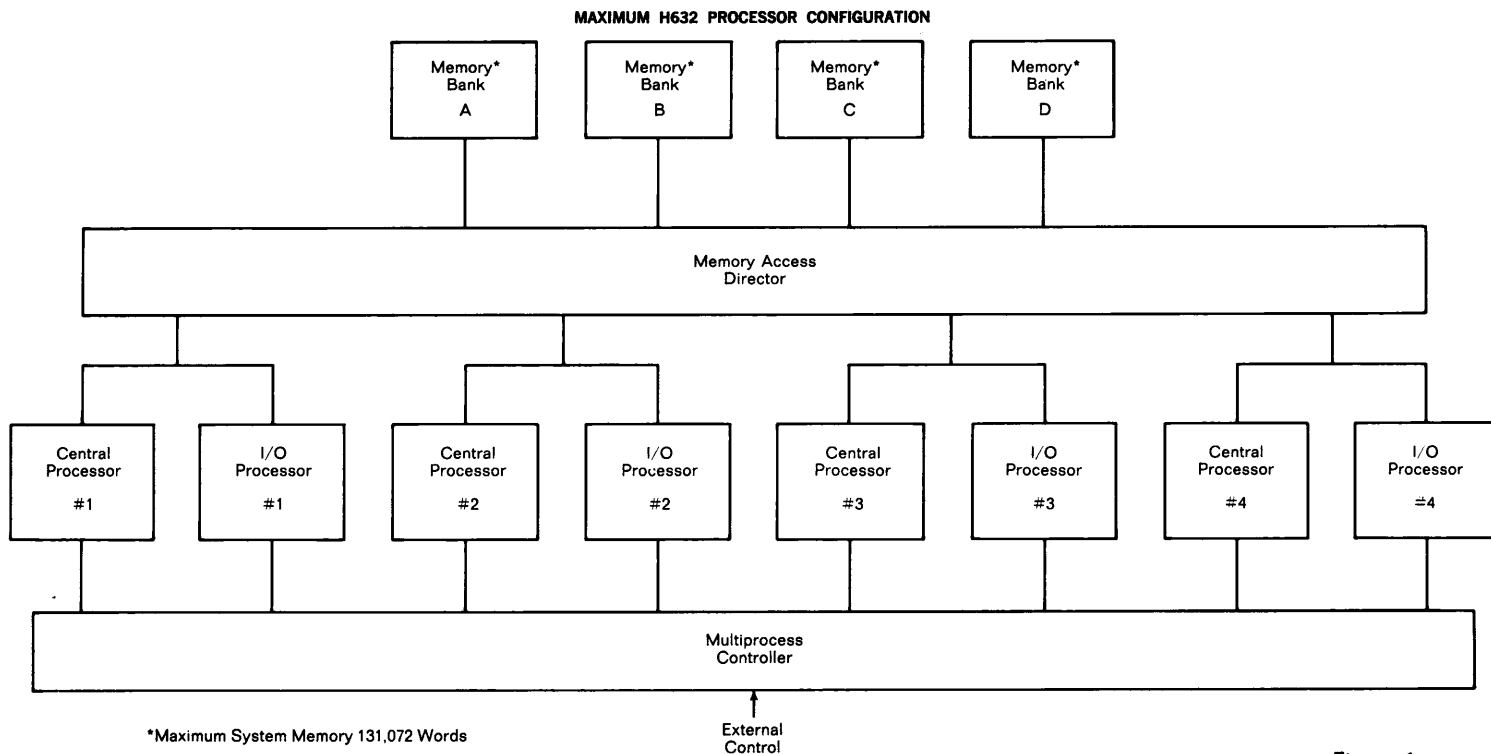 MAXIMUM H632 PROCESSOR CONFIGURATION
Memory*
Bank
A
Memory*
Bank
B
Memory*
Bank
C
Memory*
Bank
D
Memory Access
Director
Central
Processor
#1
I/O
Processor
#1
Central
Processor
#2
I/O
Processor
#2
Central
Processor
#3
I/O
Processor
#3
Central
Processor
#4
I/O
Processor
#4
Multiprocess
Controller
*Maximum System Memory 131,072 Words
External
Control